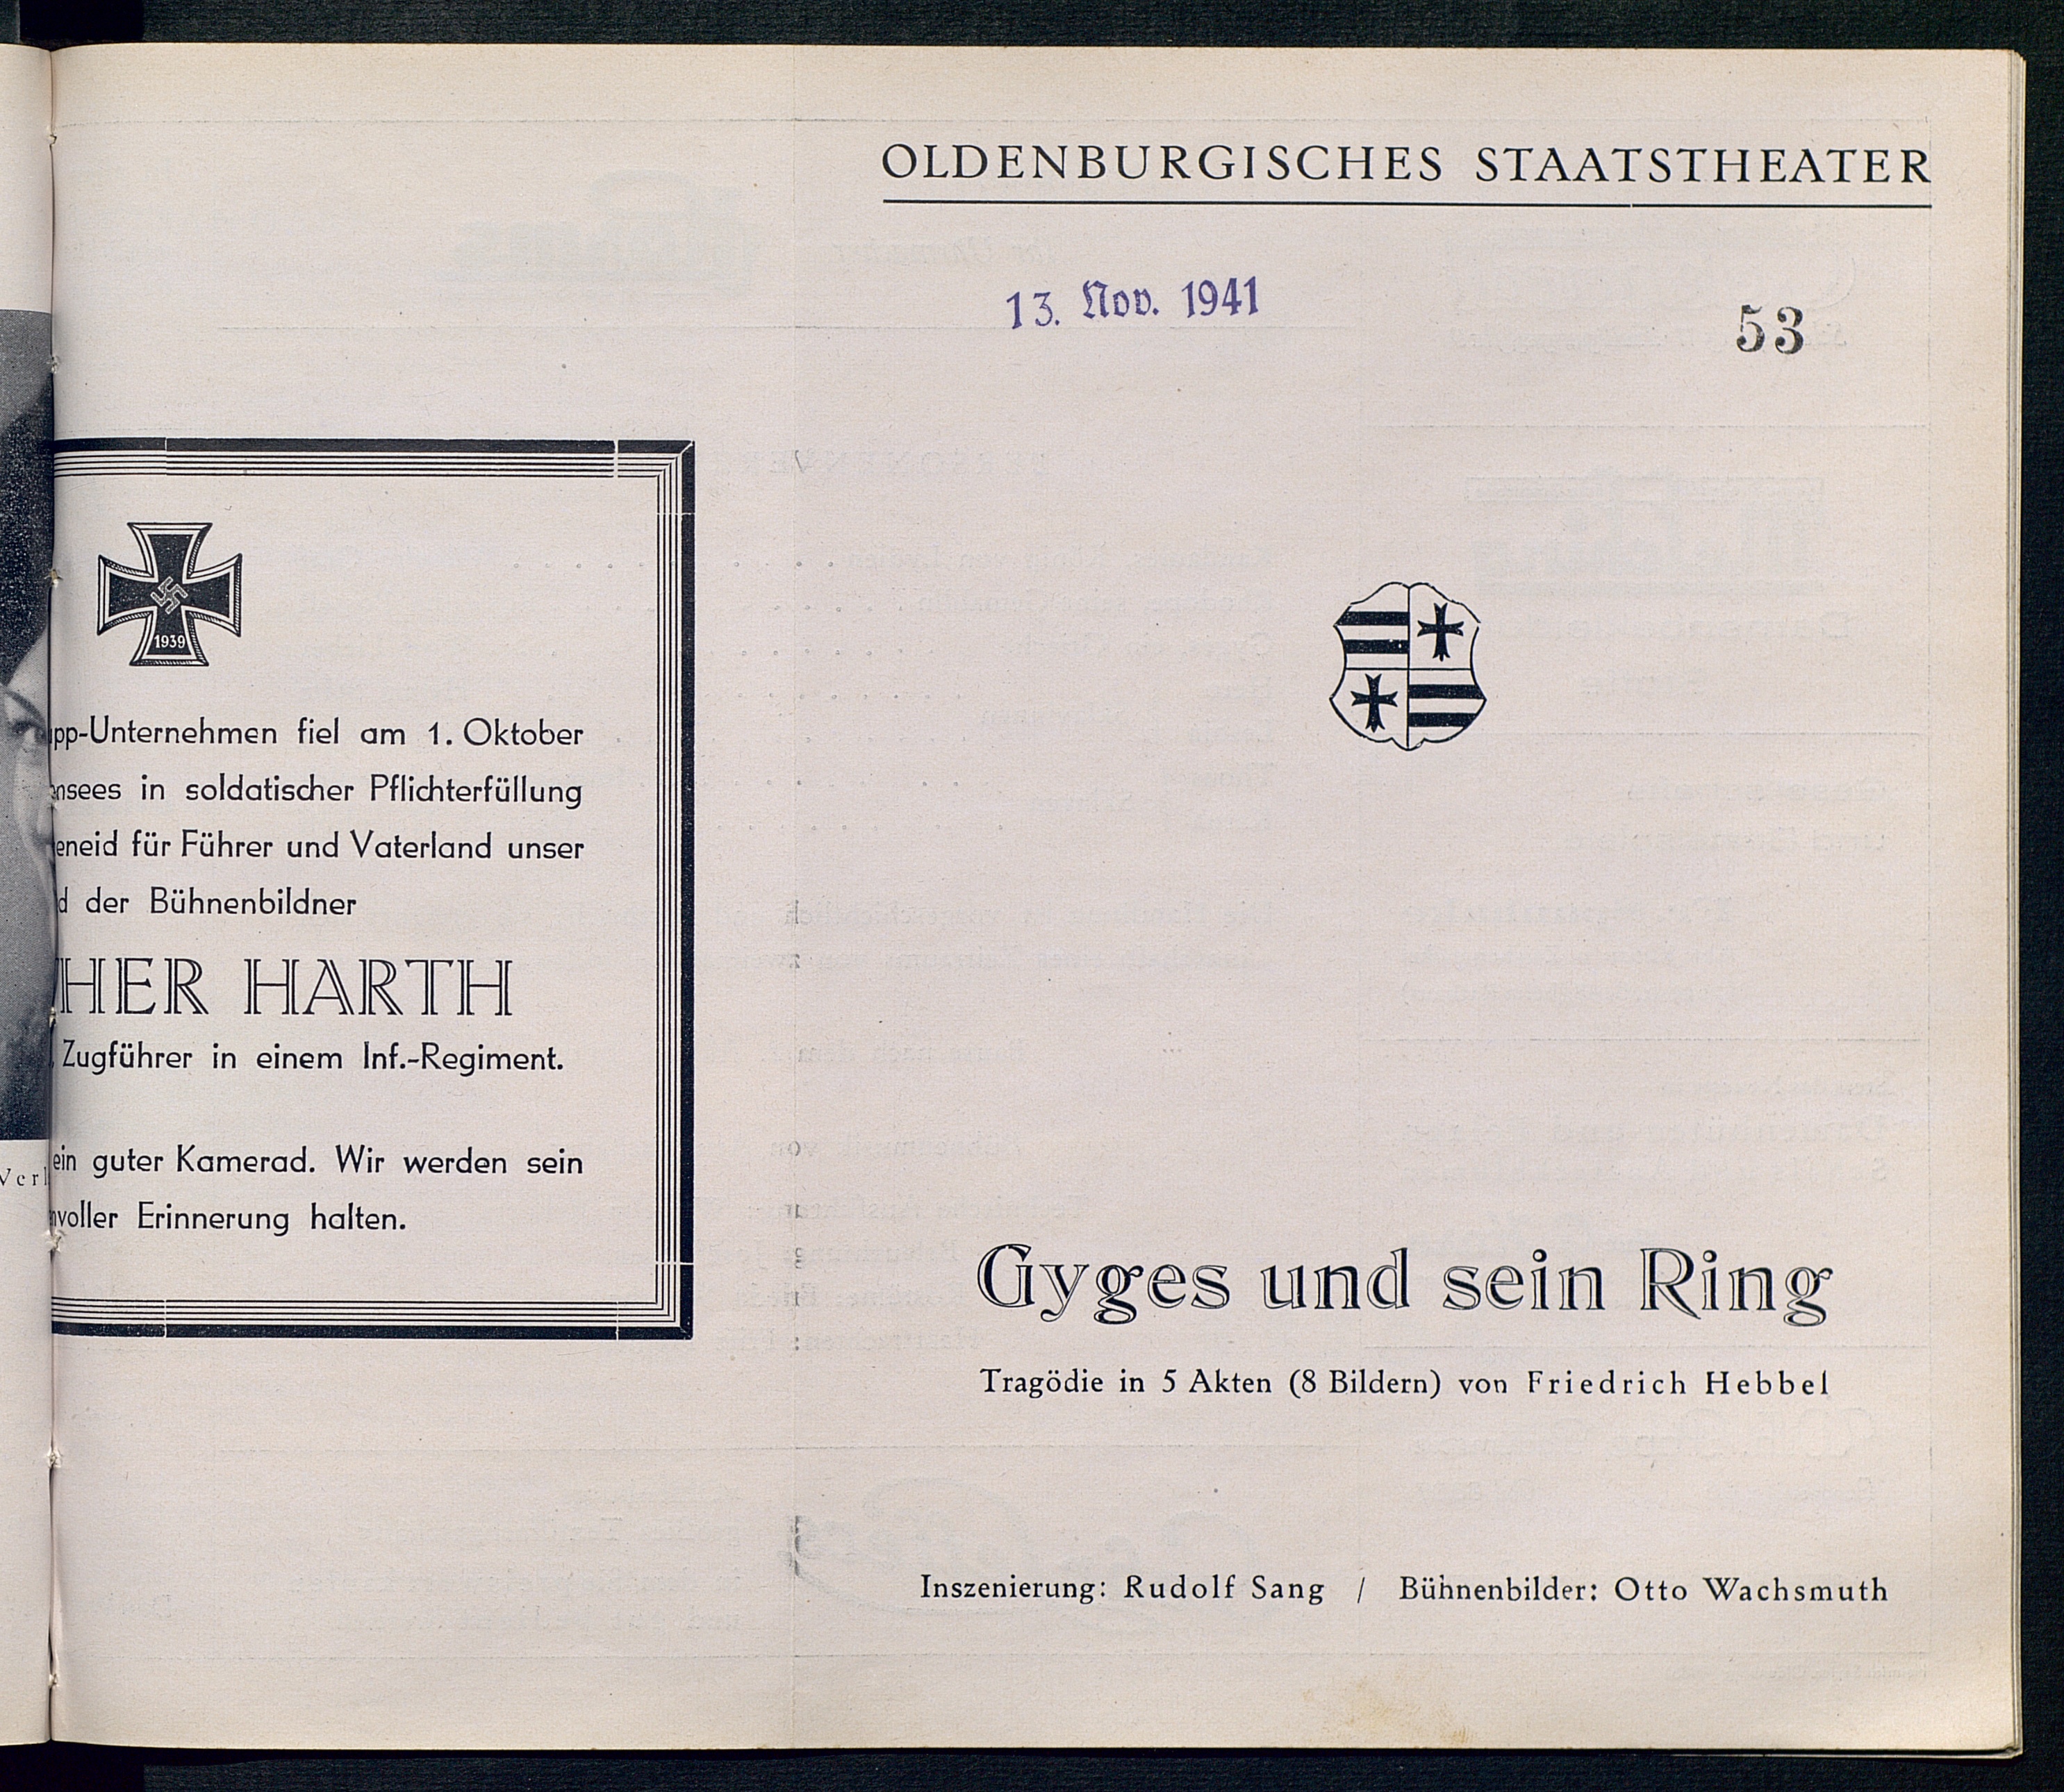 1939
pp-Unternehmen fiel am 1. Oktober
nsees in soldatischer Pflichterfüllung
eneid für Führer und Vaterland unser
d der Bühnenbildner
HER HARTH
Zugführer in einem Inf.-Regiment.
ein guter Kamerad. Wir werden sein
voller Erinnerung halten.
Verl
OLDENBURGISCHES STAATSTHEATER
13. Nov. 1941
53
Gyges und sein Ring
Tragödie in 5 Akten (8 Bildern) von Friedrich Hebbel
Inszenierung: Rudolf Sang / Bühnenbilder: Otto Wachsmuth